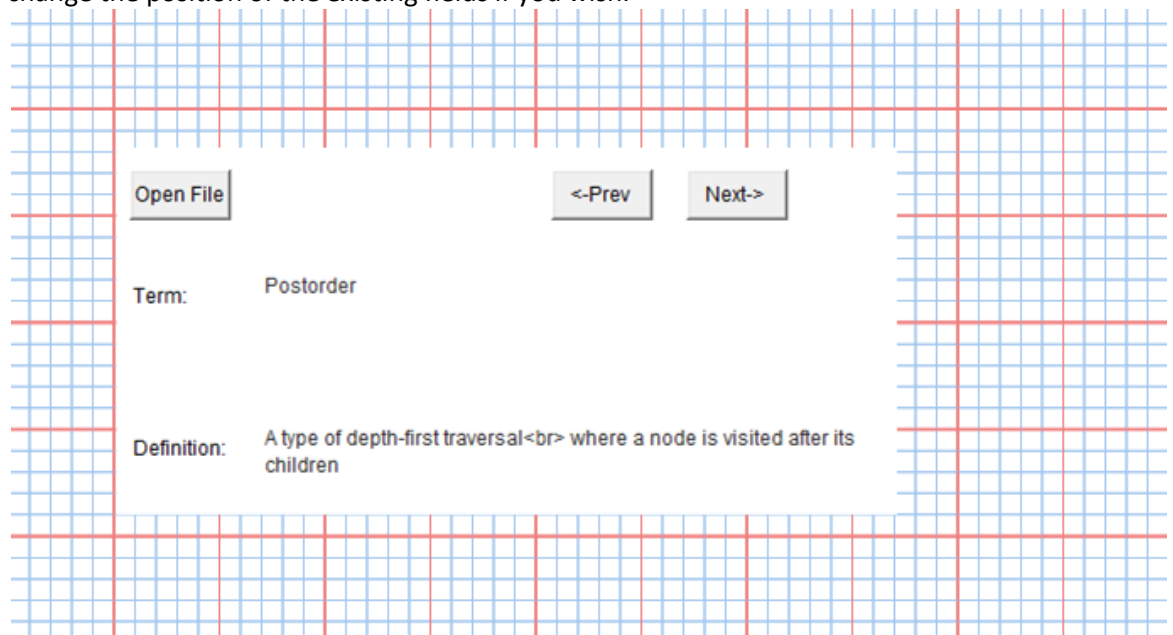 change the position of the existing fields if you wish.
Open File <-Prev Next->
Term: Postorder
Definition: A type of depth-first traversal<br> where a node is visited after its
children